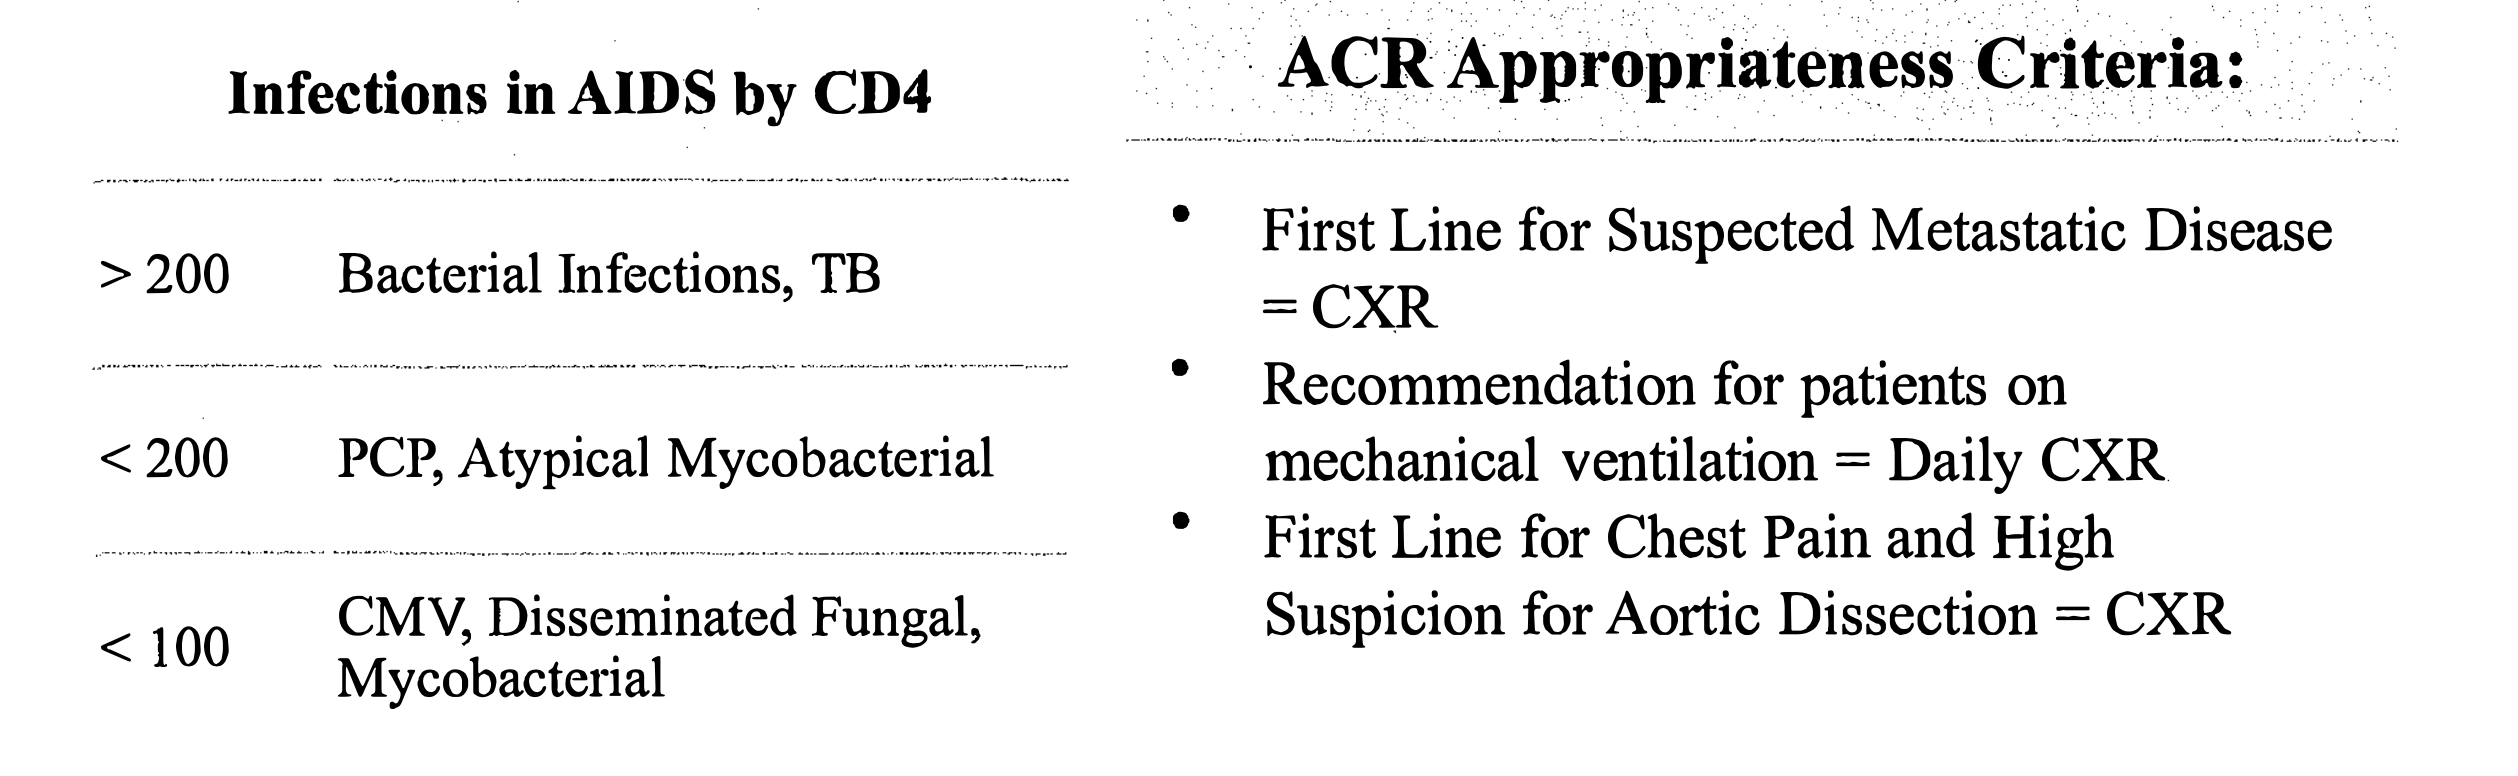 Infections in AIDS by CD4
> 200 Bacterial Infections, TB
< 200 PCP, Atypical Mycobacterial
< 100 CMV, Disseminated Fungal,
Mycobacterial
ACR Appropriateness Criteria:
• First Line for Suspected Metastatic Disease
= CXR
• Recommendation for patients on
mechanical ventilation = Daily CXR.
• First Line for Chest Pain and High
Suspicion for Aortic Dissection = CXR